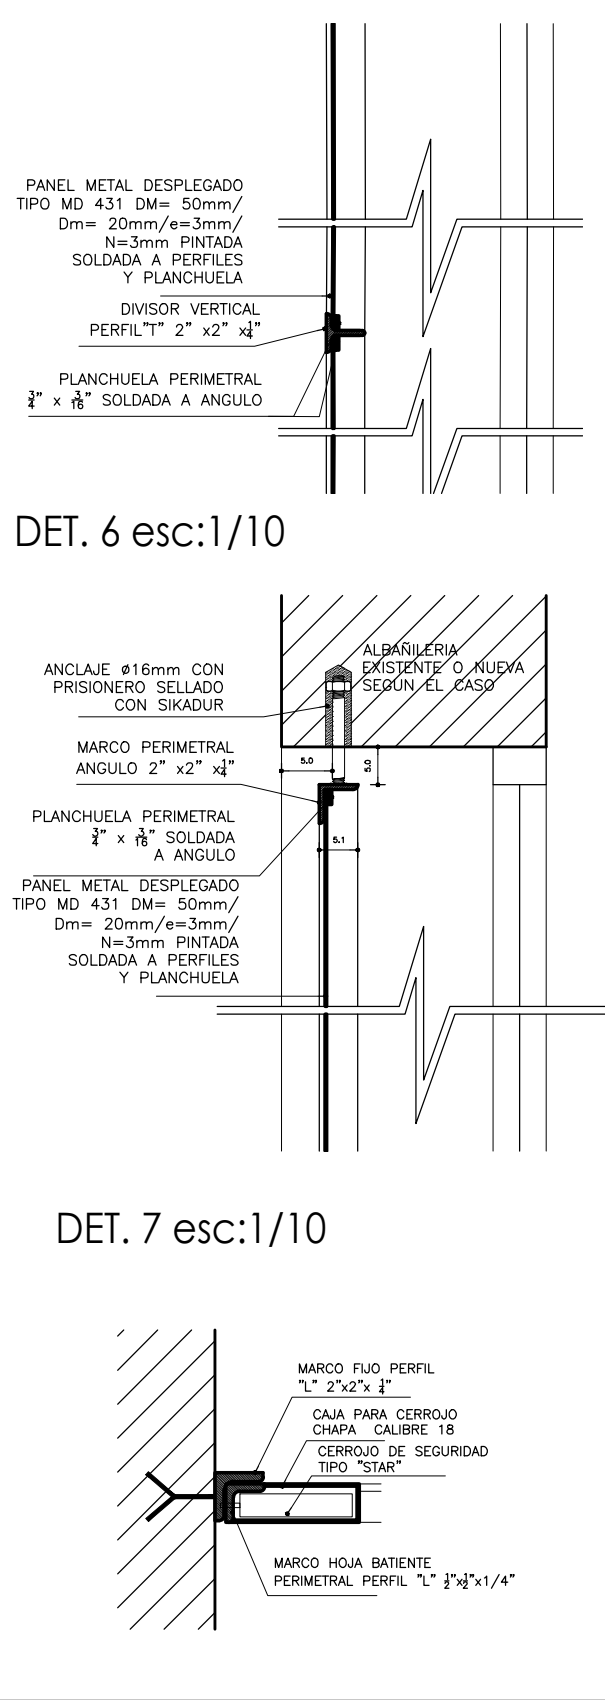 PANEL METAL DESPLEGADO
TIPO MD 431 DM= 50mm/
Dm= 20mm/e=3mm/
N=3mm PINTADA
SOLDADA A PERFILES
Y PLANCHUELA
DIVISOR VERTICAL
PERFIL"T" 2" x2" x1/4"
PLANCHUELA PERIMETRAL
3/4" x 3/16" SOLDADA A ANGULO
DET. 6 esc:1/10
ALBAÑILERIA
EXISTENTE O NUEVA
SEGUN EL CASO
ANCLAJE Ø16mm CON
PRISIONERO SELLADO
CON SIKADUR
MARCO PERIMETRAL
ANGULO 2" x2" x1/4"
5.0
5.0
PLANCHUELA PERIMETRAL
3/4" x 3/16" SOLDADA
A ANGULO
5.1
PANEL METAL DESPLEGADO
TIPO MD 431 DM= 50mm/
Dm= 20mm/e=3mm/
N=3mm PINTADA
SOLDADA A PERFILES
Y PLANCHUELA
DET. 7 esc:1/10
MARCO FIJO PERFIL
"L" 2"x2"x 1/4"
CAJA PARA CERROJO
CHAPA CALIBRE 18
CERROJO DE SEGURIDAD
TIPO "STAR"
MARCO HOJA BATIENTE
PERIMETRAL PERFIL "L" 1/2"x1/2"x1/4"